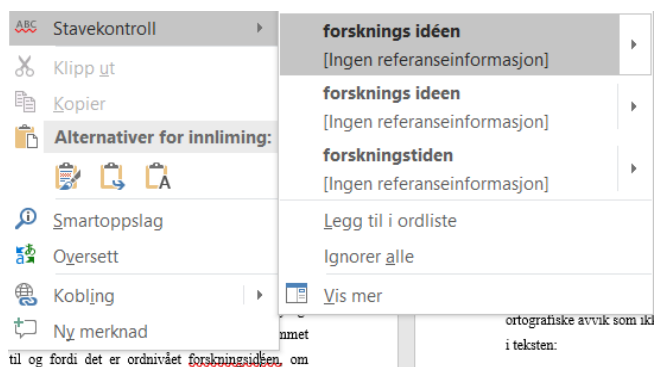 ABC Stavekontroll
Klipp ut
Kopier
Alternativer for innliming:
A
Smartoppslag
Oversett
Kobling
Ny merknad
forsknings idéen
[Ingen referanseinformasjon]
forsknings ideen
[Ingen referanseinformasjon]
forskningstiden
[Ingen referanseinformasjon]
Legg til i ordliste
Ignorer alle
Vis mer
til og fordi det er ordnivået forskningsidéen, om
ortografiske avvik som
i teksten: